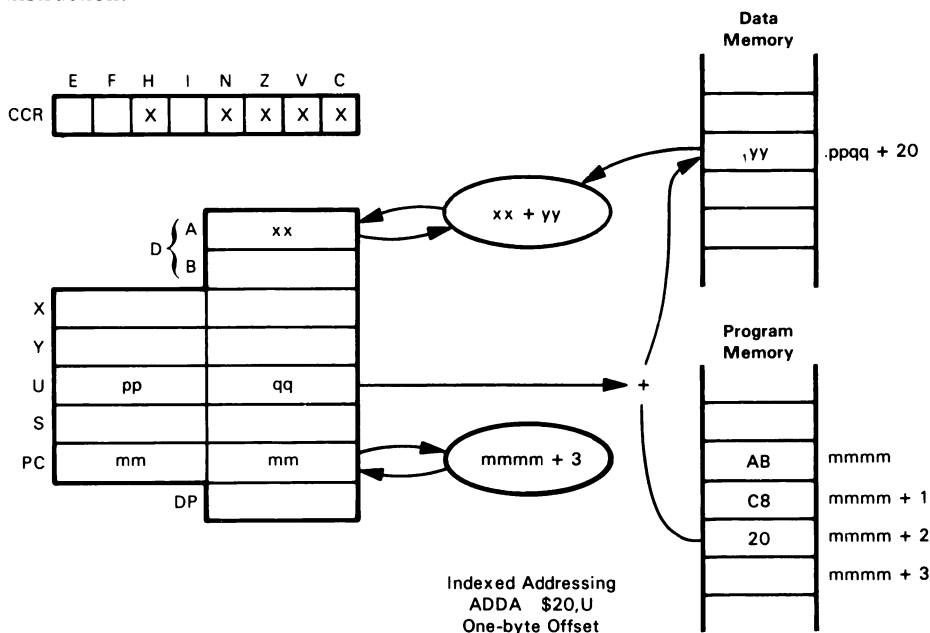 Data
Memory
E F H I N Z V C
CCR X X X X X
,yy .ppqq + 20
xx + yy
D { A xx
B
X
Y
Program
Memory
U pp qq +
S
PC mm mm mmmm + 3
AB mmmm
C8 mmmm + 1
DP
20 mmmm + 2
mmmm + 3
Indexed Addressing
ADDA $20,U
One-byte Offset